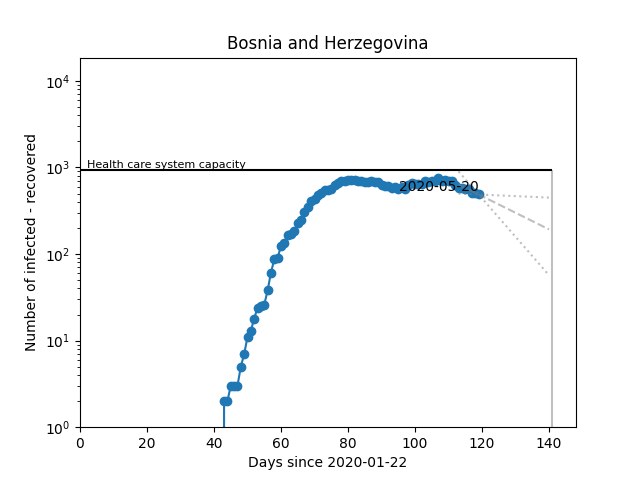 Bosnia and Herzegovina
Number of infected - recovered
10^4
10^3
10^2
10^1
10^0
Health care system capacity
2020-05-20
0 20 40 60 80 100 120 140
Days since 2020-01-22